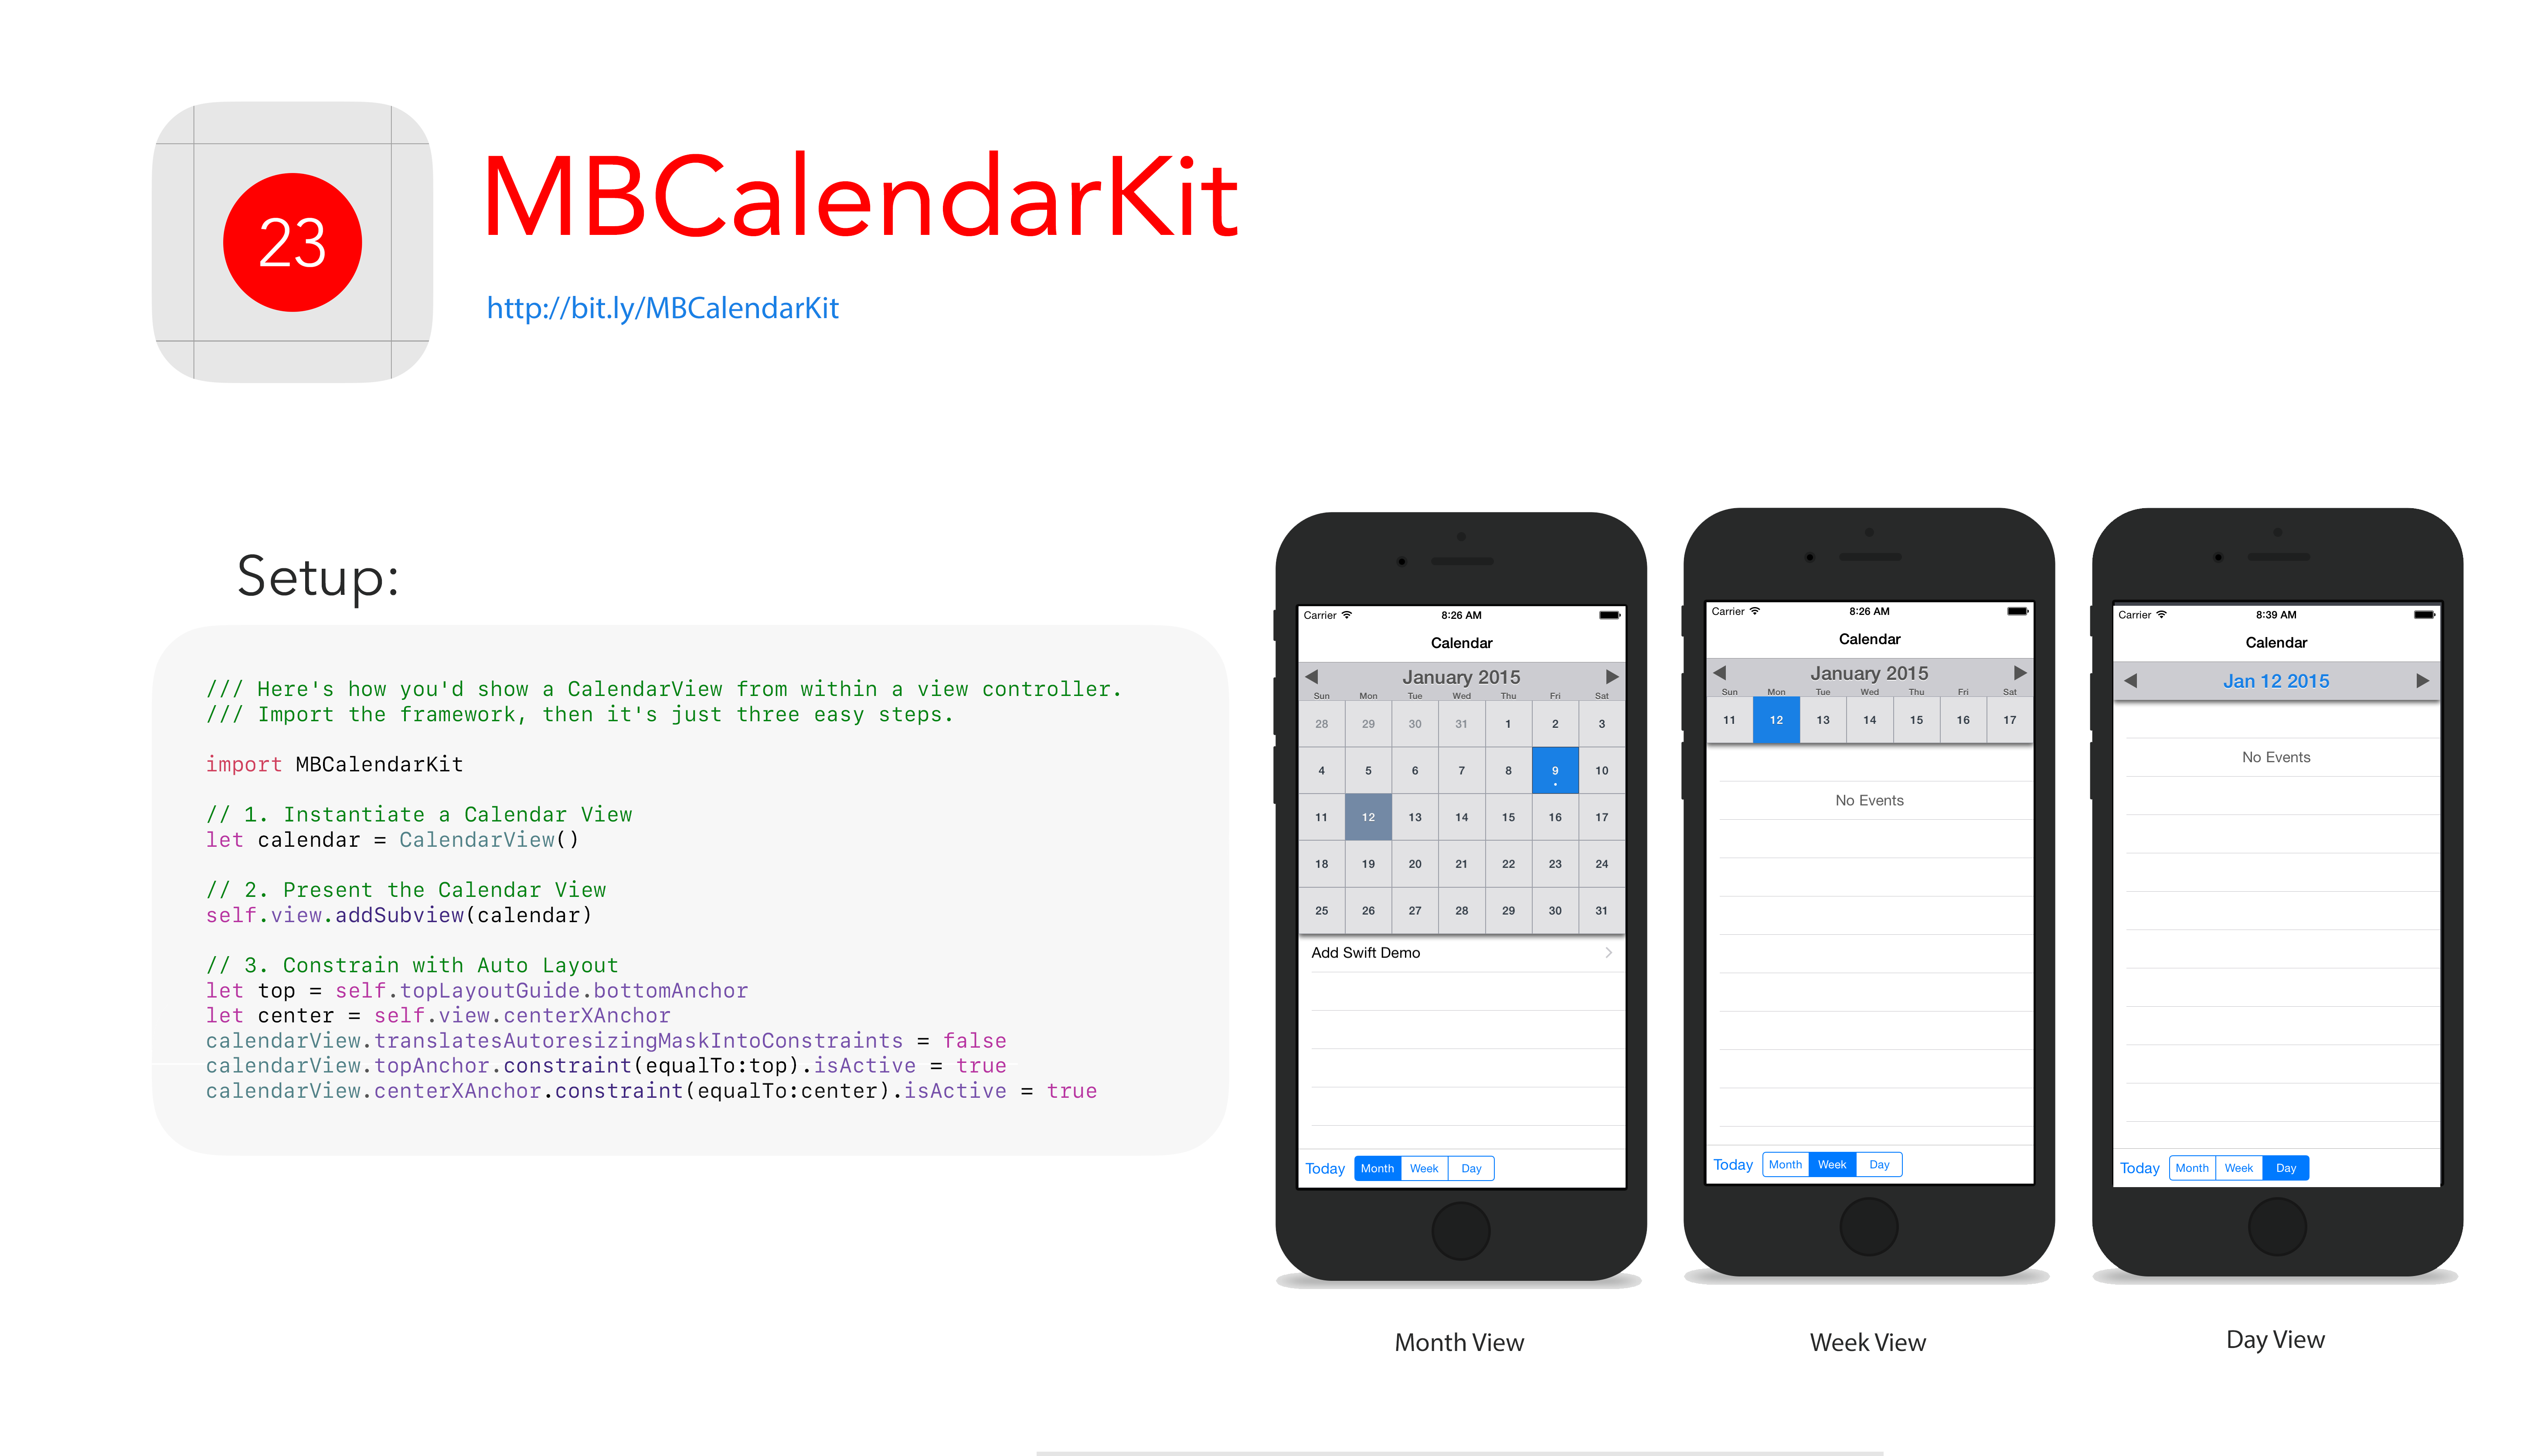 23
MBCalendarKit
http://bit.ly/MBCalendarKit
Setup:
/// Here's how you'd show a CalendarView from within a view controller.
/// Import the framework, then it's just three easy steps.
import MBCalendarKit
// 1. Instantiate a Calendar View
let calendar = CalendarView()
// 2. Present the Calendar View
self.view.addSubview(calendar)
// 3. Constrain with Auto Layout
let top = self.topLayoutGuide.bottomAnchor
let center = self.view.centerXAnchor
calendarView.translatesAutoresizingMaskIntoConstraints = false
calendarView.topAnchor.constraint(equalTo:top).isActive = true
calendarView.centerXAnchor.constraint(equalTo:center).isActive = true
Carrier 8:26 AM
Calendar
January 2015
Sun Mon Tue Wed Thu Fri Sat
28 29 30 31 1 2 3
4 5 6 7 8 9 10
11 12 13 14 15 16 17
18 19 20 21 22 23 24
25 26 27 28 29 30 31
Add Swift Demo
Today Month Week Day
Month View
Carrier 8:26 AM
Calendar
January 2015
Sun Mon Tue Wed Thu Fri Sat
11 12 13 14 15 16 17
No Events
Today Month Week Day
Week View
Carrier 8:39 AM
Calendar
Jan 12 2015
No Events
Today Month Week Day
Day View